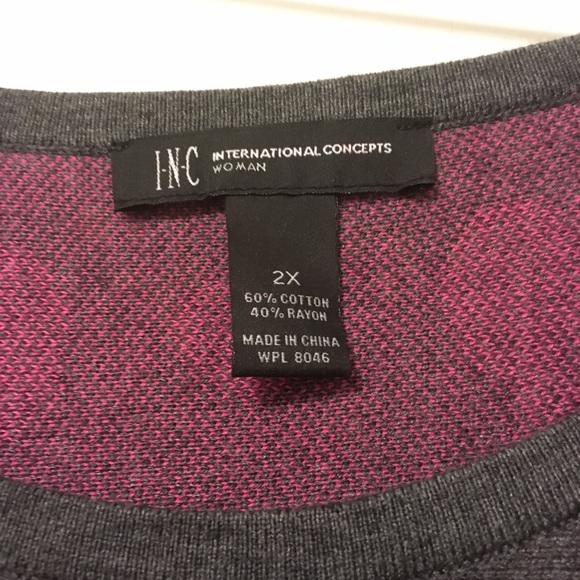 I·N·C INTERNATIONAL CONCEPTS
WOMAN
2X
60% COTTON
40% RAYON
MADE IN CHINA
WPL 8046